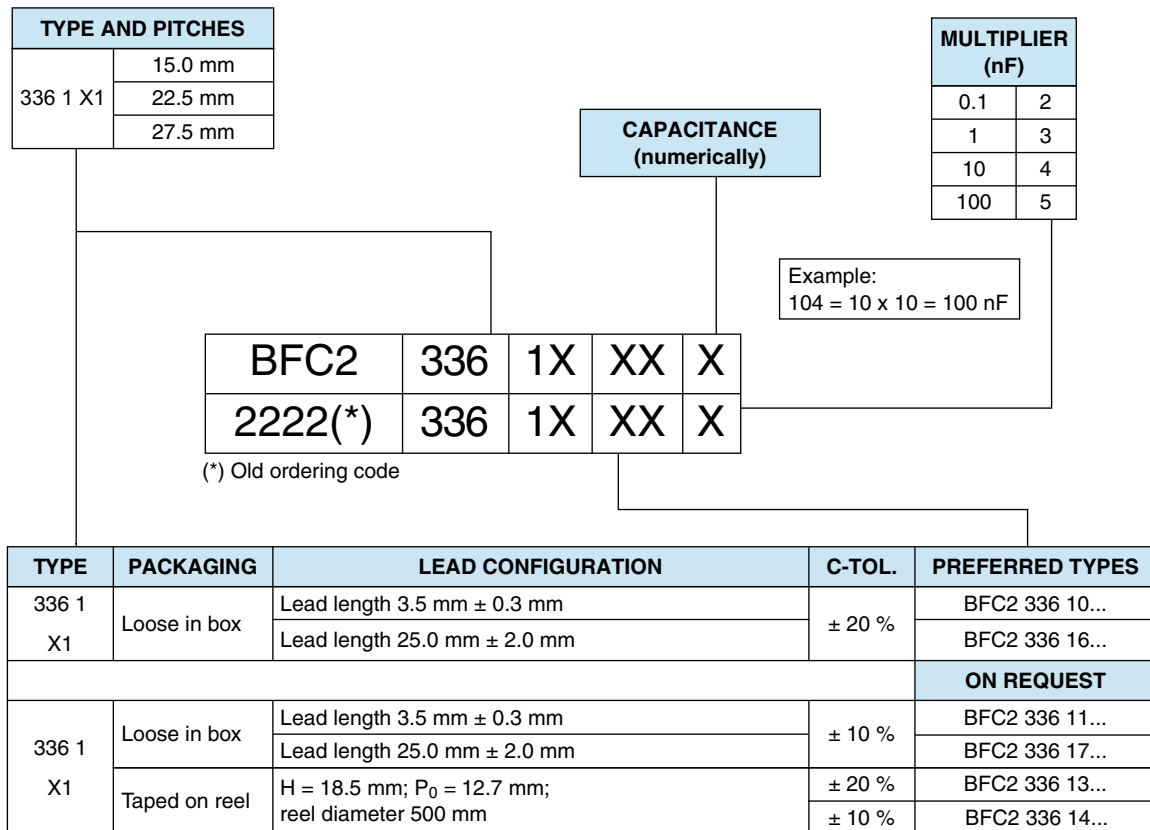 TYPE AND PITCHES
336 1 X1
15.0 mm
22.5 mm
27.5 mm
CAPACITANCE
(numerically)
MULTIPLIER
(nF)
0.1 2
1 3
10 4
100 5
Example:
104 = 10 x 10 = 100 nF
BFC2 336 1X XX X
2222(*) 336 1X XX X
(*) Old ordering code
TYPE PACKAGING LEAD CONFIGURATION C-TOL. PREFERRED TYPES
336 1
X1
Loose in box
Lead length 3.5 mm ± 0.3 mm
Lead length 25.0 mm ± 2.0 mm
± 20 %
BFC2 336 10...
BFC2 336 16...
ON REQUEST
336 1
X1
Loose in box
Lead length 3.5 mm ± 0.3 mm
Lead length 25.0 mm ± 2.0 mm
± 10 %
BFC2 336 11...
BFC2 336 17...
Taped on reel
H = 18.5 mm; P0 = 12.7 mm;
reel diameter 500 mm
± 20 % BFC2 336 13...
± 10 % BFC2 336 14...